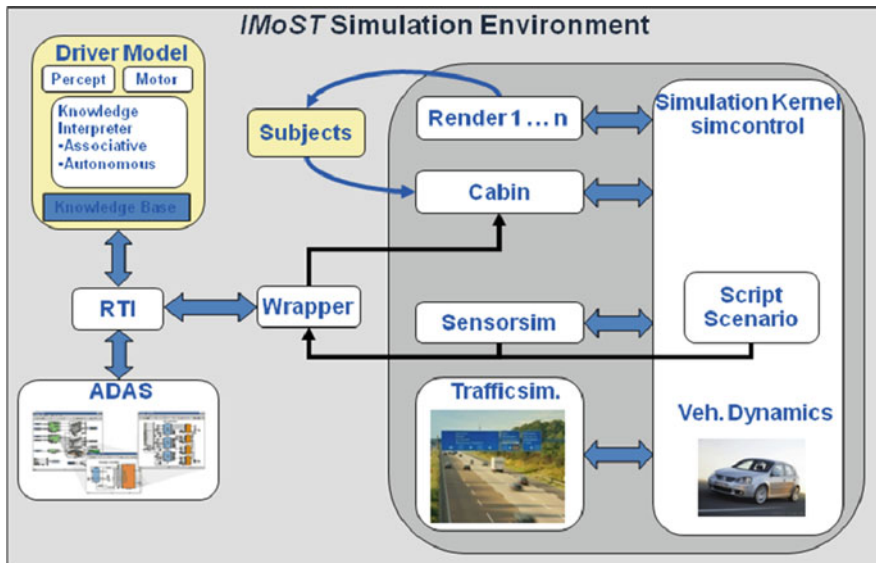 IMoST Simulation Environment
Driver Model
Percept
Motor
Knowledge
Interpreter
-Associative
-Autonomous
Knowledge Base
Subjects
Render 1 ... n
Simulation Kernel
simcontrol
Cabin
RTI
Wrapper
Sensorsim
Script
Scenario
ADAS
Trafficsim.
Veh. Dynamics